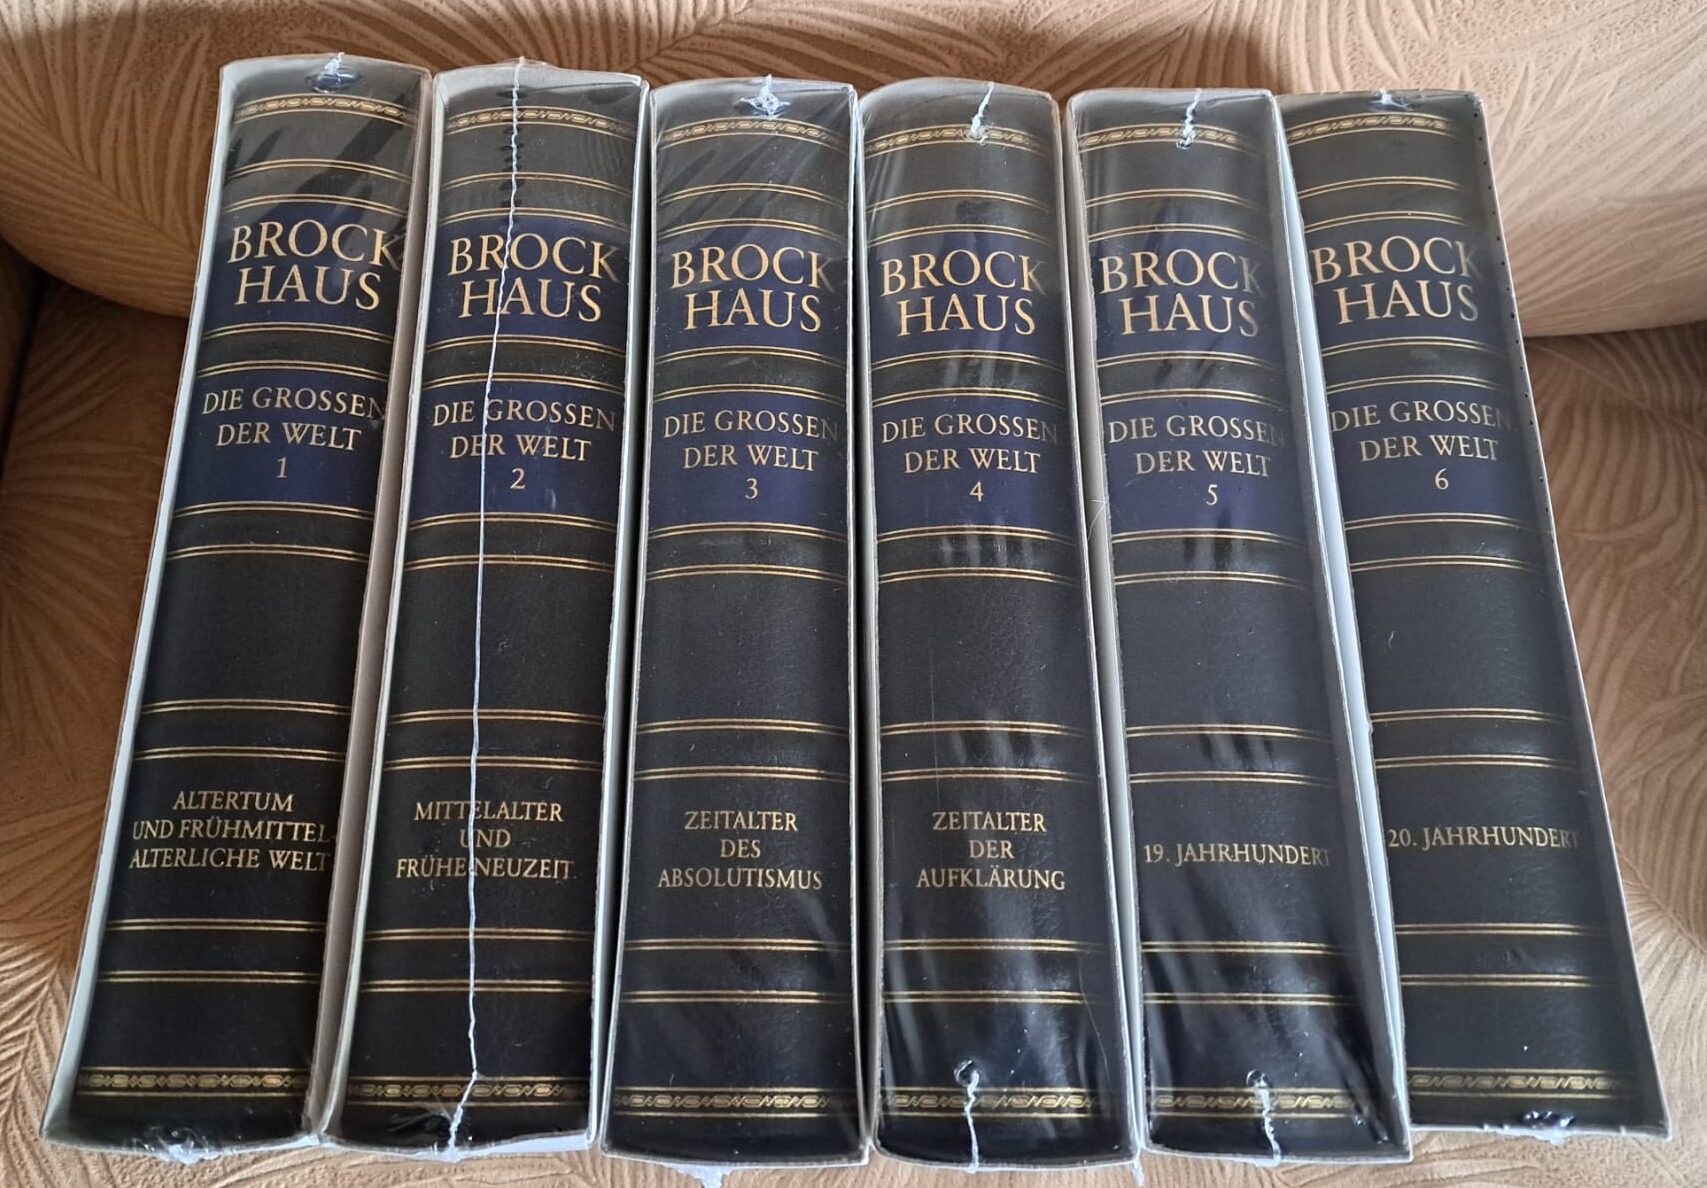 BROCK
HAUS
DIE GROSSEN
DER WELT
1
ALTERTUM
UND FRÜHMITTEL-
ALTERLICHE WELT
BROCK
HAUS
DIE GROSSEN
DER WELT
2
MITTELALTER
UND
FRÜHE NEUZEIT
BROCK
HAUS
DIE GROSSEN
DER WELT
3
ZEITALTER
DES
ABSOLUTISMUS
BROCK
HAUS
DIE GROSSEN
DER WELT
4
ZEITALTER
DER
AUFKLÄRUNG
BROCK
HAUS
DIE GROSSEN
DER WELT
5
19. JAHRHUNDERT
BROCK
HAUS
DIE GROSSEN
DER WELT
6
20. JAHRHUNDERT